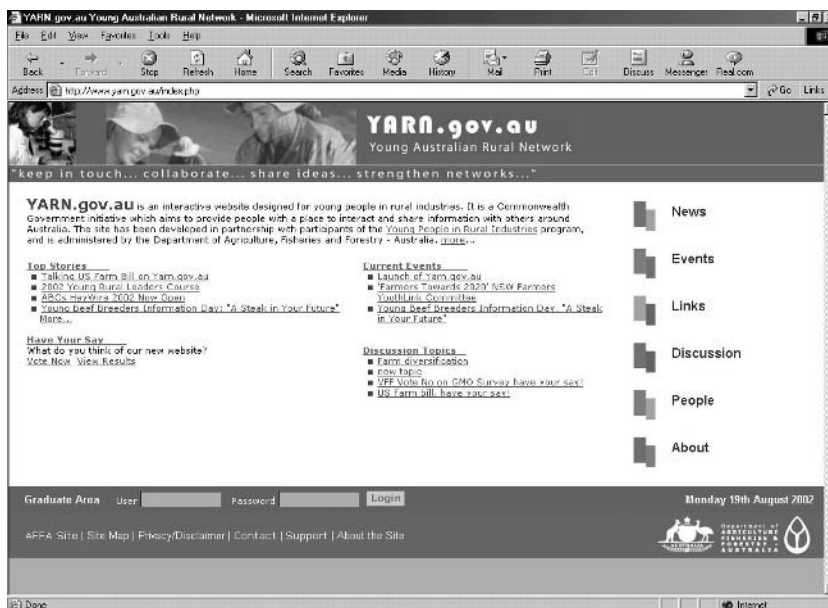 YARN.gov.au Young Australian Rural Network - Microsoft Internet Explorer
File Edit View Favorites Tools Help
Back Forward Stop Refresh Home Search Favorites Media History Mail Print Edit Discuss Messenger Real.com
Address http://www.yarn.gov.au/index.php Go Links
YARN.gov.au
Young Australian Rural Network
"keep in touch... collaborate... share ideas... strengthen networks..."
YARN.gov.au is an interactive website designed for young people in rural industries. It is a Commonwealth
Government initiative which aims to provide people with a place to interact and share information with others around
Australia. The site has been developed in partnership with participants of the Young People in Rural Industries program,
and is administered by the Department of Agriculture, Fisheries and Forestry - Australia. more...
Top Stories
Talking US Farm Bill on Yarn.gov.au
2002 Young Rural Leaders Course
ABCs HeyWire 2002 Now Open
Young Beef Breeders Information Day: "A Steak in Your Future"
More...
Have Your Say
What do you think of our new website?
Vote Now View Results
Current Events
Launch of Yarn.gov.au
'Farmers Towards 2020' NSW Farmers
YouthLink Committee
Young Beef Breeders Information Day. "A Steak
in Your Future"
Discussion Topics
Farm diversification
new topic
VFF Vote No on GMO Survey have your say!
US Farm bill, have your say!
News
Events
Links
Discussion
People
About
Graduate Area User Password Login Monday 19th August 2002
AFFA Site | Site Map | Privacy/Disclaimer | Contact | Support | About the Site
Department of
AGRICULTURE
FISHERIES &
FORESTRY -
AUSTRALIA
Done Internet